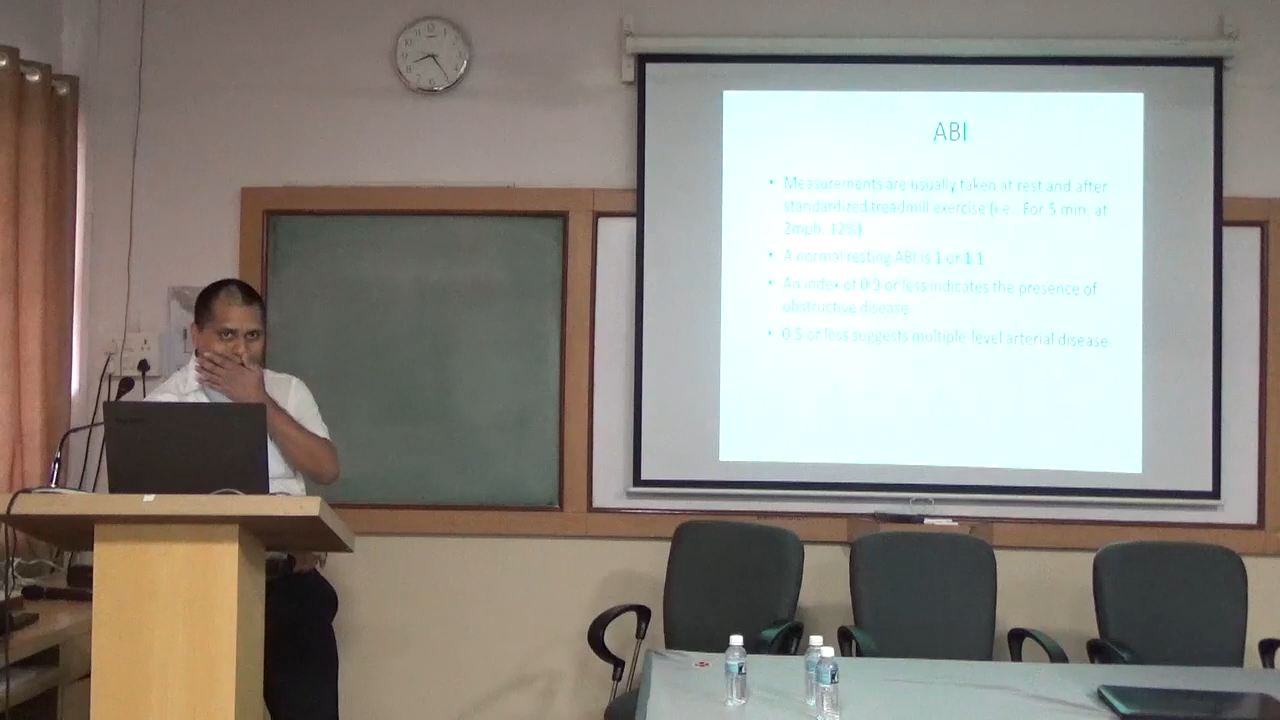 ABI
• Measurements are usually taken at rest and after
standardized treadmill exercise (i.e. For 5 min at
2mph, 12%)
• A normal resting ABI is 1 or 1.1
• An index of 0.9 or less indicates the presence of
obstructive disease
• 0.5 or less suggests multiple-level arterial disease